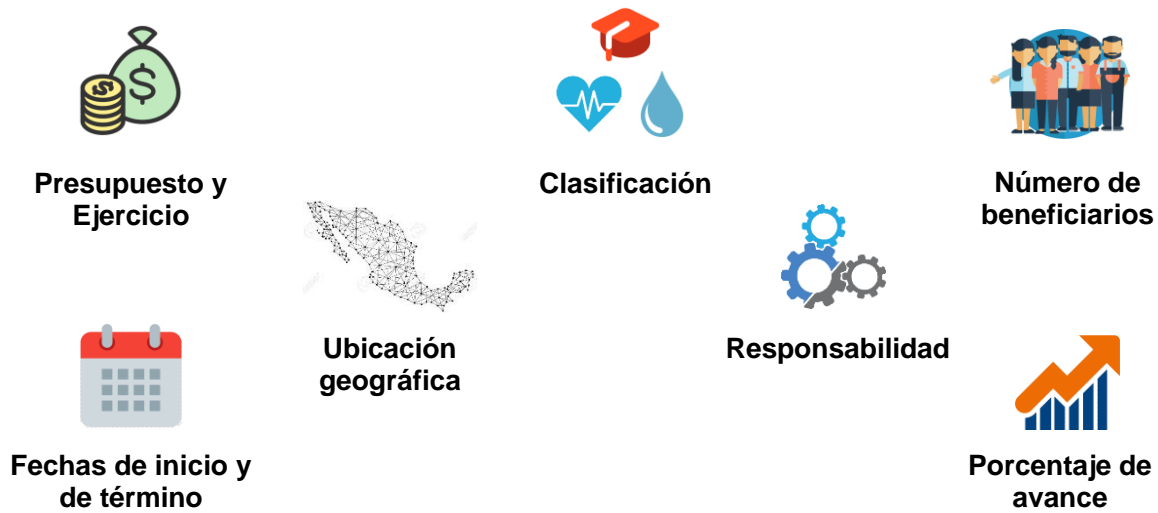 Presupuesto y
Ejercicio
Clasificación
Número de
beneficiarios
Ubicación
geográfica
Responsabilidad
Fechas de inicio y
de término
Porcentaje de
avance